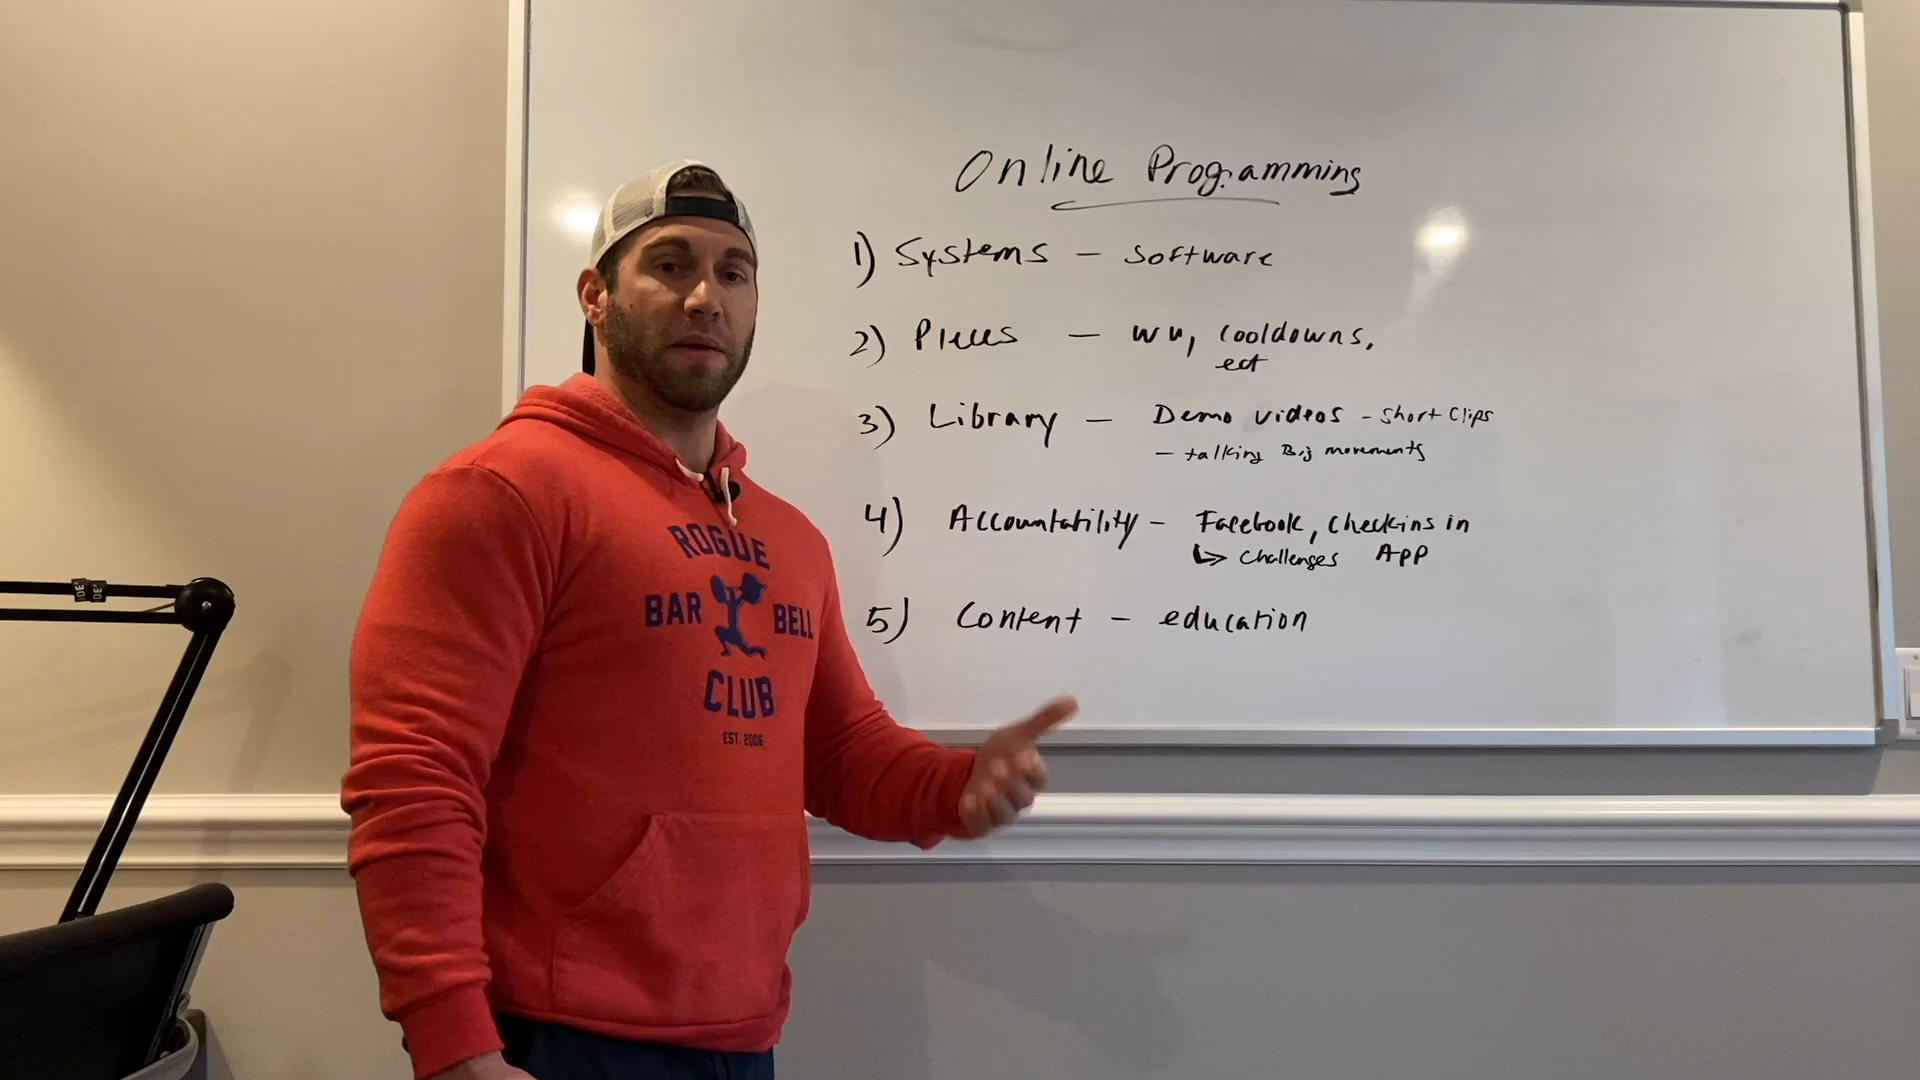 Online Programming
1) Systems - Software
2) Pieces - wu, cooldowns,
ect
3) Library - Demo videos - short clips
- talking Big movements
4) Accountability - Facebook, checkins in
↳ challenges App
5) Content - education
ROGUE
BAR BELL
CLUB
EST. 2006